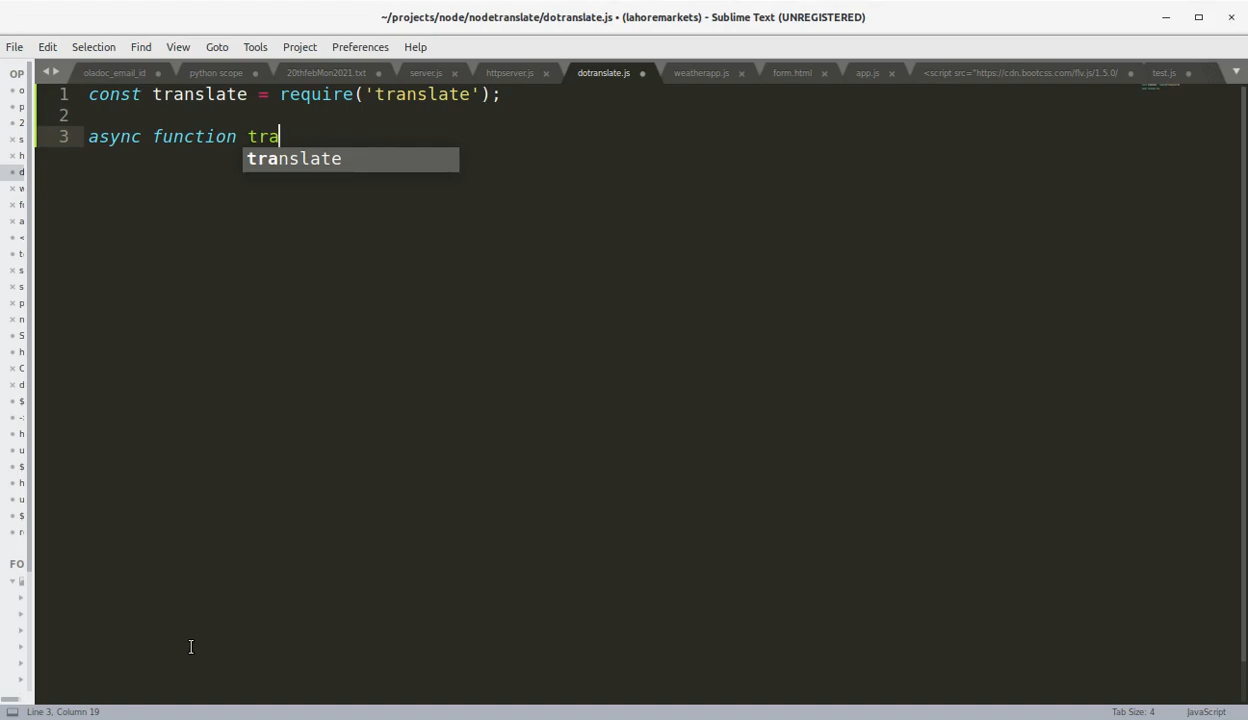 ~/projects/node/nodetranslate/dotranslate.js • (lahoremarkets) - Sublime Text (UNREGISTERED)
File Edit Selection Find View Goto Tools Project Preferences Help
OP
oladoc_email_id
python scope
20thfebMon2021.txt
server.js
httpserver.js
dotranslate.js
weatherapp.js
form.html
app.js
<script src="https://cdn.bootcss.com/flv.js/1.5.0/
test.js
1 const translate = require('translate');
2
3 async function tra
translate
FO
Line 3, Column 19
Tab Size: 4
JavaScript